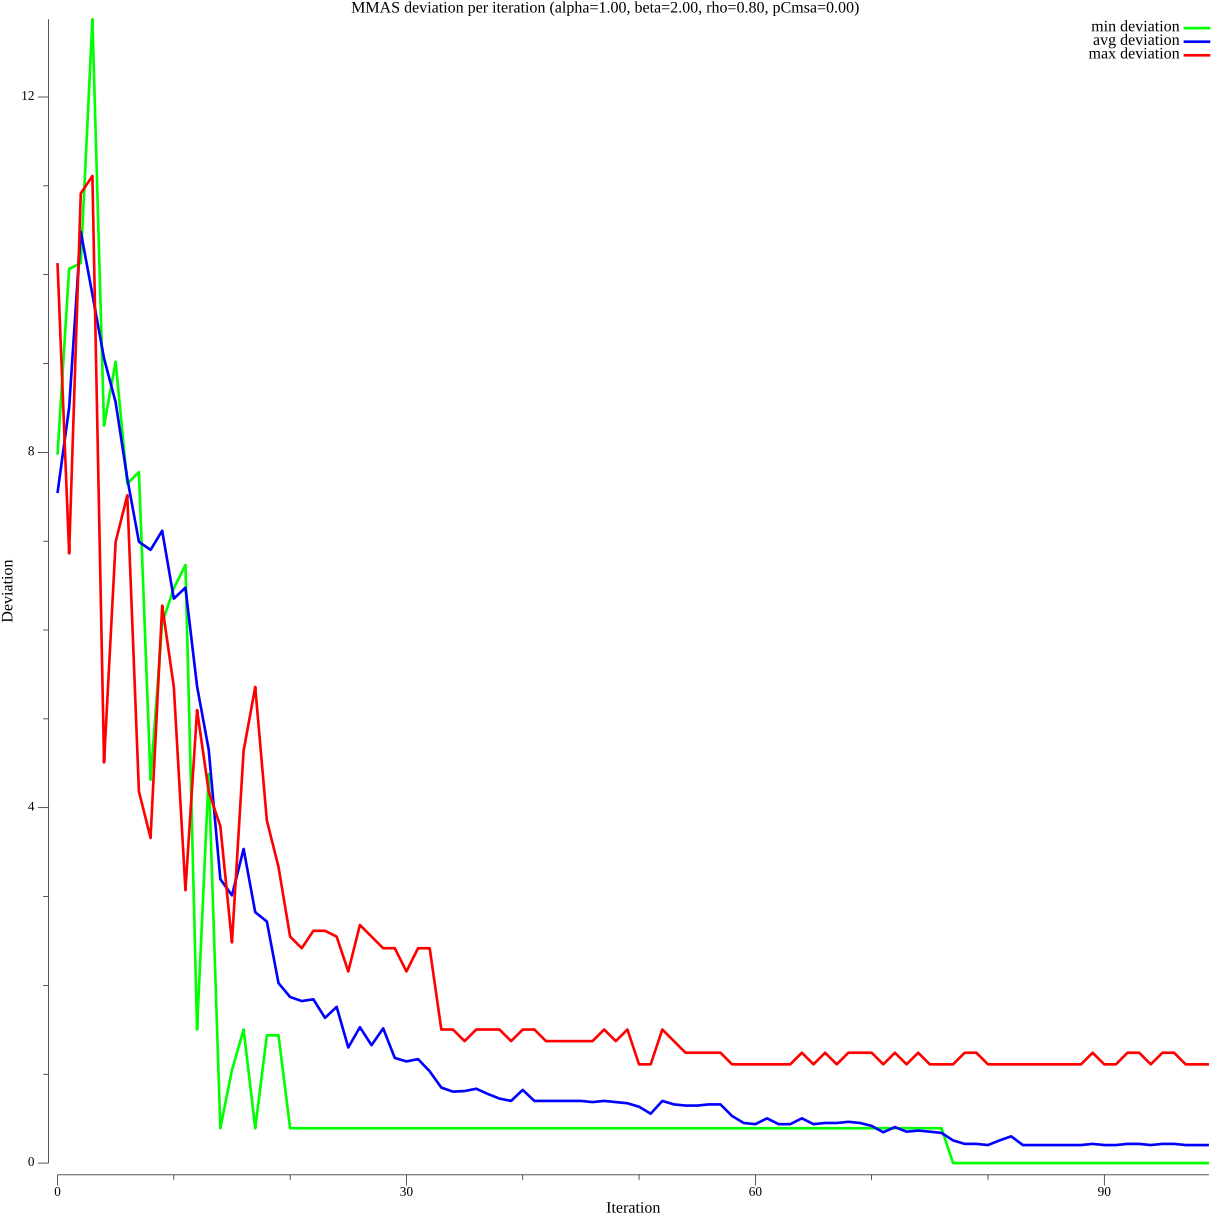 MMAS deviation per iteration (alpha=1.00, beta=2.00, rho=0.80, pCmsa=0.00)
min deviation
avg deviation
max deviation
12
8
4
0
Deviation
0 30 60 90
Iteration